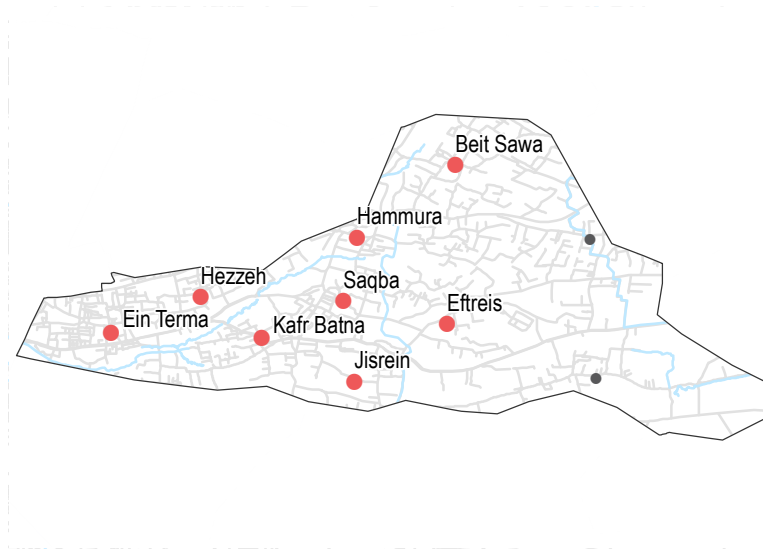 Beit Sawa
Hammura
Hezzeh
Saqba
Ein Terma
Kafr Batna
Eftreis
Jisrein